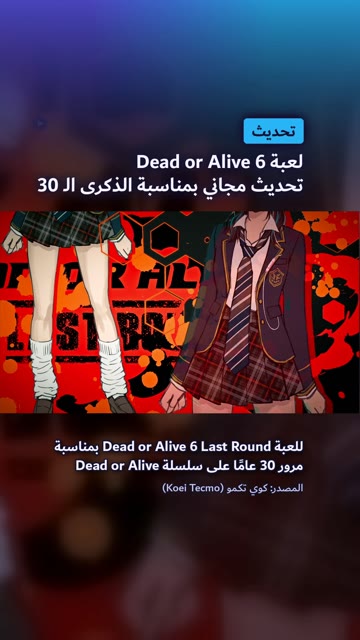 تحديث
لعبة Dead or Alive 6
تحديث مجاني بمناسبة الذكرى الـ 30
للعبة Dead or Alive 6 Last Round بمناسبة
مرور 30 عامًا على سلسلة Dead or Alive
المصدر: كوي تكمو (Koei Tecmo)